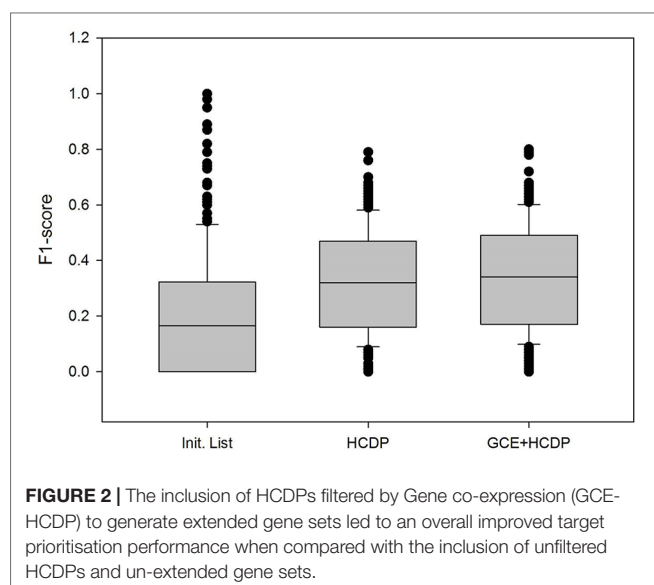 1.2
1.0
0.8
0.6
0.4
0.2
0.0
F1-score
Init. List
HCDP
GCE+HCDP
FIGURE 2 | The inclusion of HCDPs filtered by Gene co-expression (GCE-
HCDP) to generate extended gene sets led to an overall improved target
prioritisation performance when compared with the inclusion of unfiltered
HCDPs and un-extended gene sets.